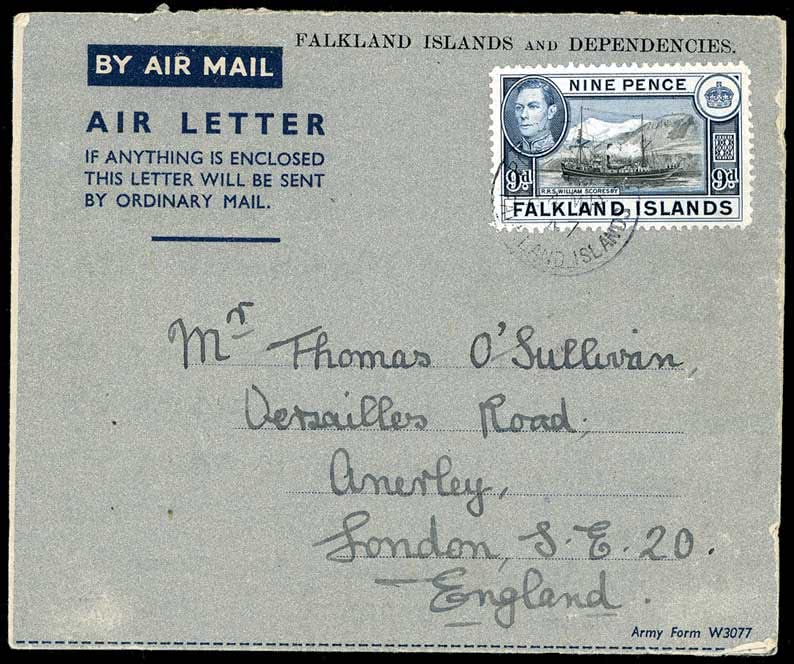 FALKLAND ISLANDS AND DEPENDENCIES.
BY AIR MAIL
AIR LETTER
IF ANYTHING IS ENCLOSED
THIS LETTER WILL BE SENT
BY ORDINARY MAIL.
NINE PENCE
9d 9d
R.R.S. WILLIAM SCORESBY
FALKLAND ISLANDS
FALKLAND ISLANDS
Mr Thomas O'Sullivan,
Versailles Road,
Anerley,
London, S.E. 20.
England.
Army Form W3077